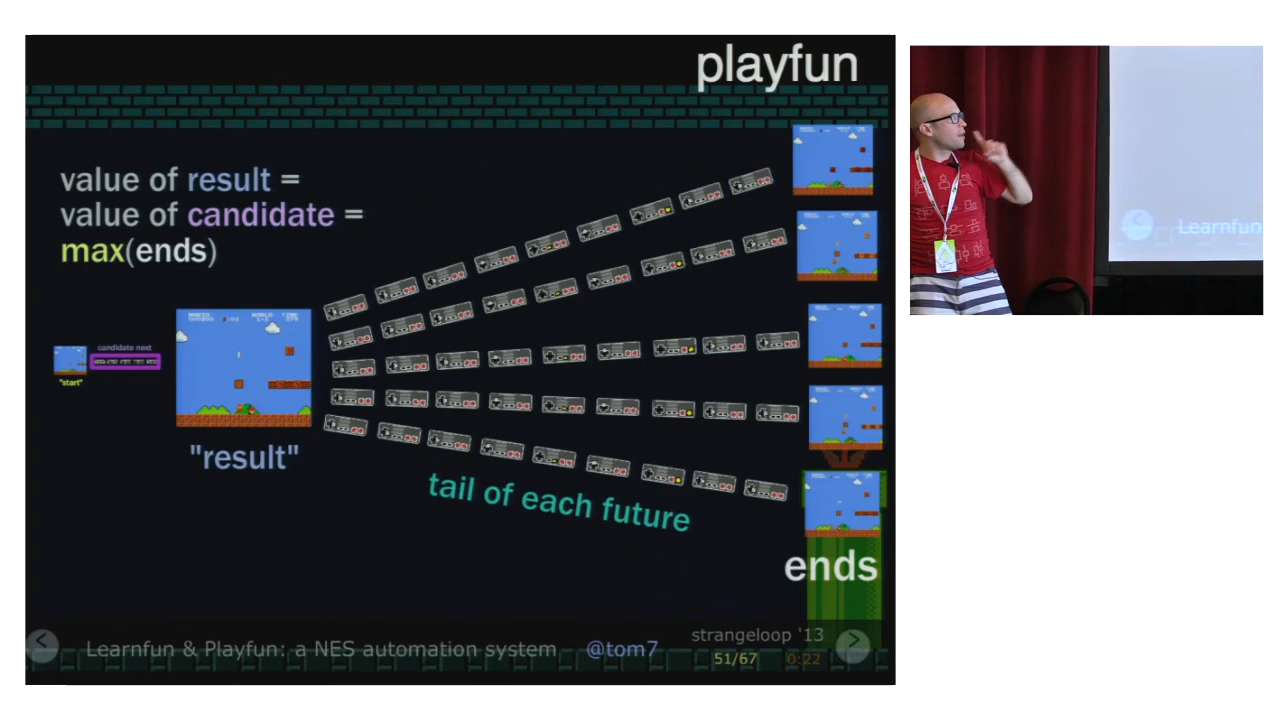 playfun
value of result =
value of candidate =
max(ends)
candidate next
"start"
"result"
tail of each future
ends
Learnfun & Playfun: a NES automation system
@tom7
strangeloop '13
51/67
0:22
Learnfun